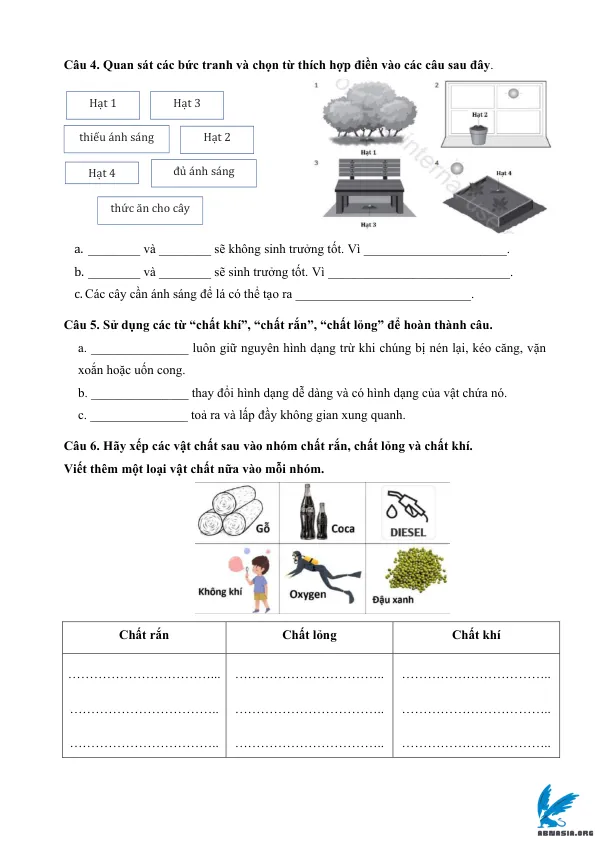 Câu 4. Quan sát các bức tranh và chọn từ thích hợp điền vào các câu sau đây.
Hạt 1
Hạt 3
thiếu ánh sáng
Hạt 2
Hạt 4
đủ ánh sáng
thức ăn cho cây
1
Hạt 1
2
Hạt 2
3
Hạt 3
4
Hạt 4
a. ________ và ________ sẽ không sinh trưởng tốt. Vì ______________________.
b. ________ và ________ sẽ sinh trưởng tốt. Vì ____________________________.
c. Các cây cần ánh sáng để lá có thể tạo ra ___________________________.
Câu 5. Sử dụng các từ “chất khí”, “chất rắn”, “chất lỏng” để hoàn thành câu.
a. _______________ luôn giữ nguyên hình dạng trừ khi chúng bị nén lại, kéo căng, vặn
xoắn hoặc uốn cong.
b. _______________ thay đổi hình dạng dễ dàng và có hình dạng của vật chứa nó.
c. _______________ toả ra và lấp đầy không gian xung quanh.
Câu 6. Hãy xếp các vật chất sau vào nhóm chất rắn, chất lỏng và chất khí.
Viết thêm một loại vật chất nữa vào mỗi nhóm.
Gỗ
Coca
DIESEL
Không khí
Oxygen
Đậu xanh
Chất rắn
Chất lỏng
Chất khí
……………………………...
……………………………..
……………………………..
……………………………..
……………………………..
……………………………..
……………………………..
……………………………..
……………………………..
ABNASIA.ORG